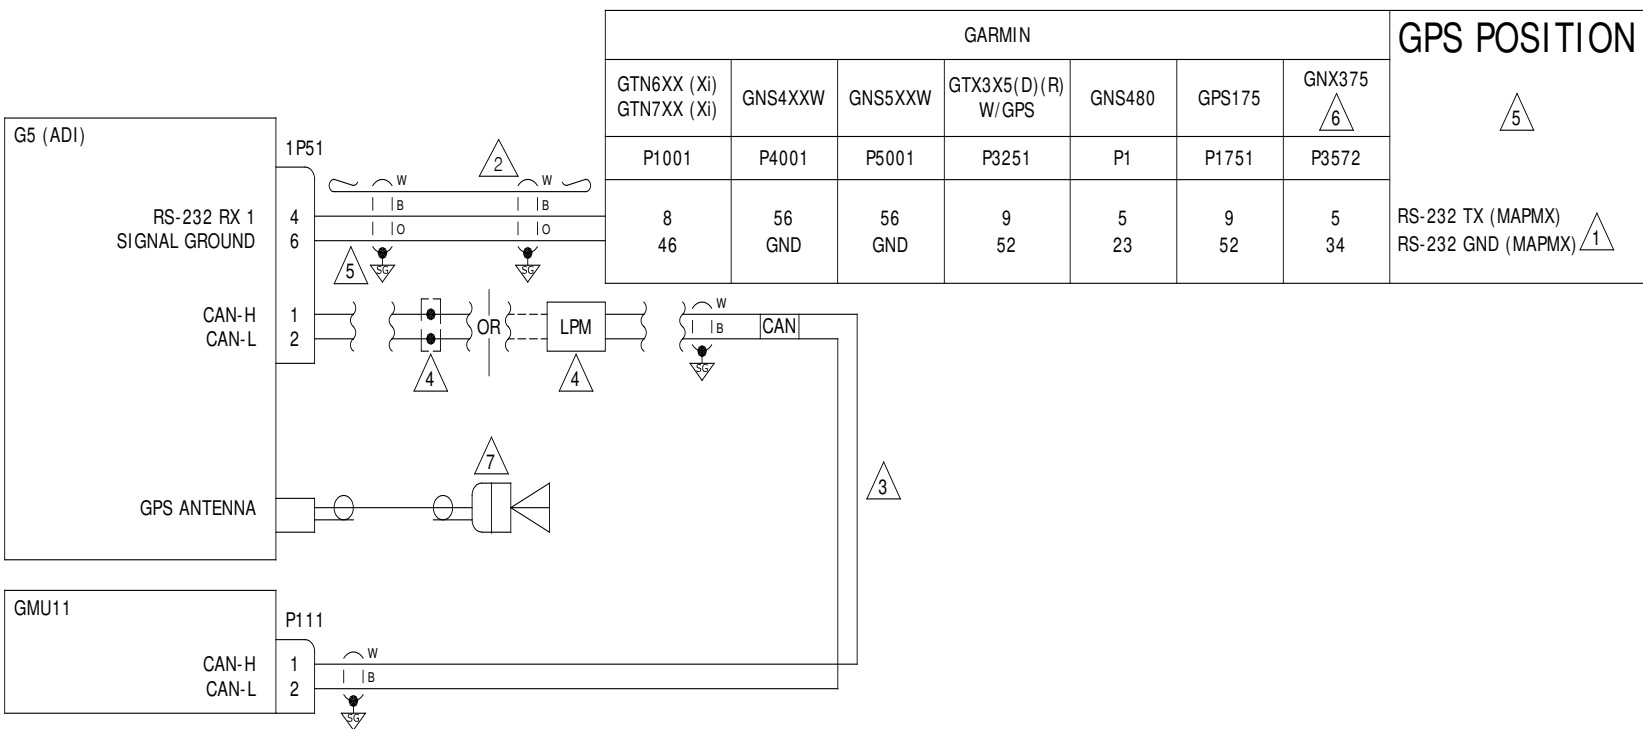 GARMIN
GPS POSITION
GTN6XX (Xi)
GTN7XX (Xi)
GNS4XXW
GNS5XXW
GTX3X5(D)(R)
W/GPS
GNS480
GPS175
GNX375
6
5
P1001
P4001
P5001
P3251
P1
P1751
P3572
8
56
56
9
5
9
5
RS-232 TX (MAPMX)
46
GND
GND
52
23
52
34
RS-232 GND (MAPMX)
1
G5 (ADI)
1P51
2
W
W
B
B
RS-232 RX 1
4
O
O
SIGNAL GROUND
6
5
SG
SG
CAN-H
1
CAN-L
2
OR
LPM
W
B
CAN
4
4
SG
7
3
GPS ANTENNA
GMU11
P111
CAN-H
1
W
CAN-L
2
B
SG